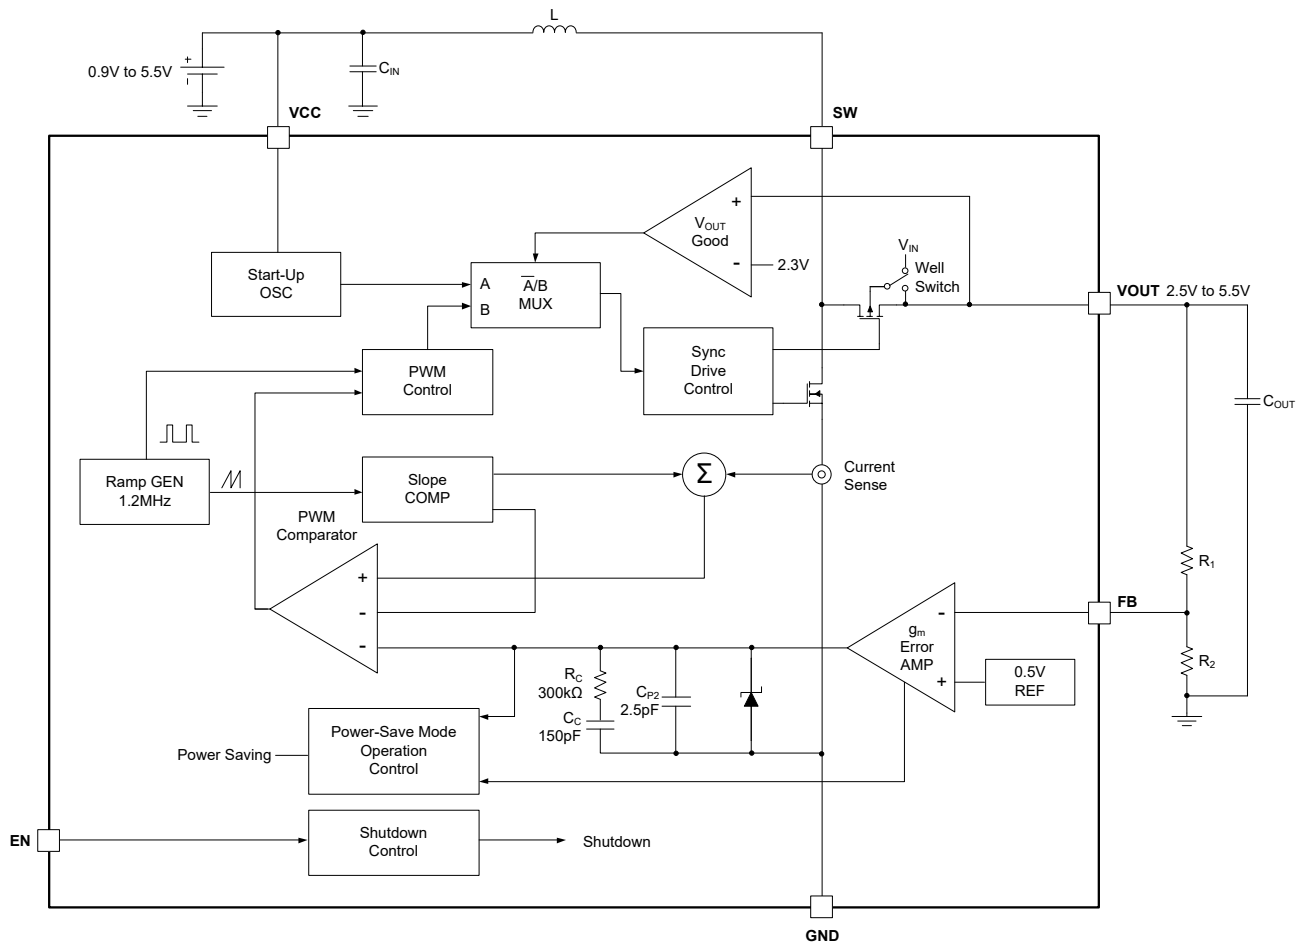 L
0.9V to 5.5V
+
-
CIN
VCC
SW
VOUT
Good
+
-
2.3V
VIN
Well
Switch
Start-Up
OSC
A
B
A̅/B
MUX
VOUT 2.5V to 5.5V
Sync
Drive
Control
PWM
Control
COUT
Ramp GEN
1.2MHz
Slope
COMP
Σ
Current
Sense
PWM
Comparator
+
-
-
R1
FB
-
gm
Error
AMP
+
0.5V
REF
R2
RC
300kΩ
CC
150pF
CP2
2.5pF
Power Saving
Power-Save Mode
Operation
Control
EN
Shutdown
Control
Shutdown
GND